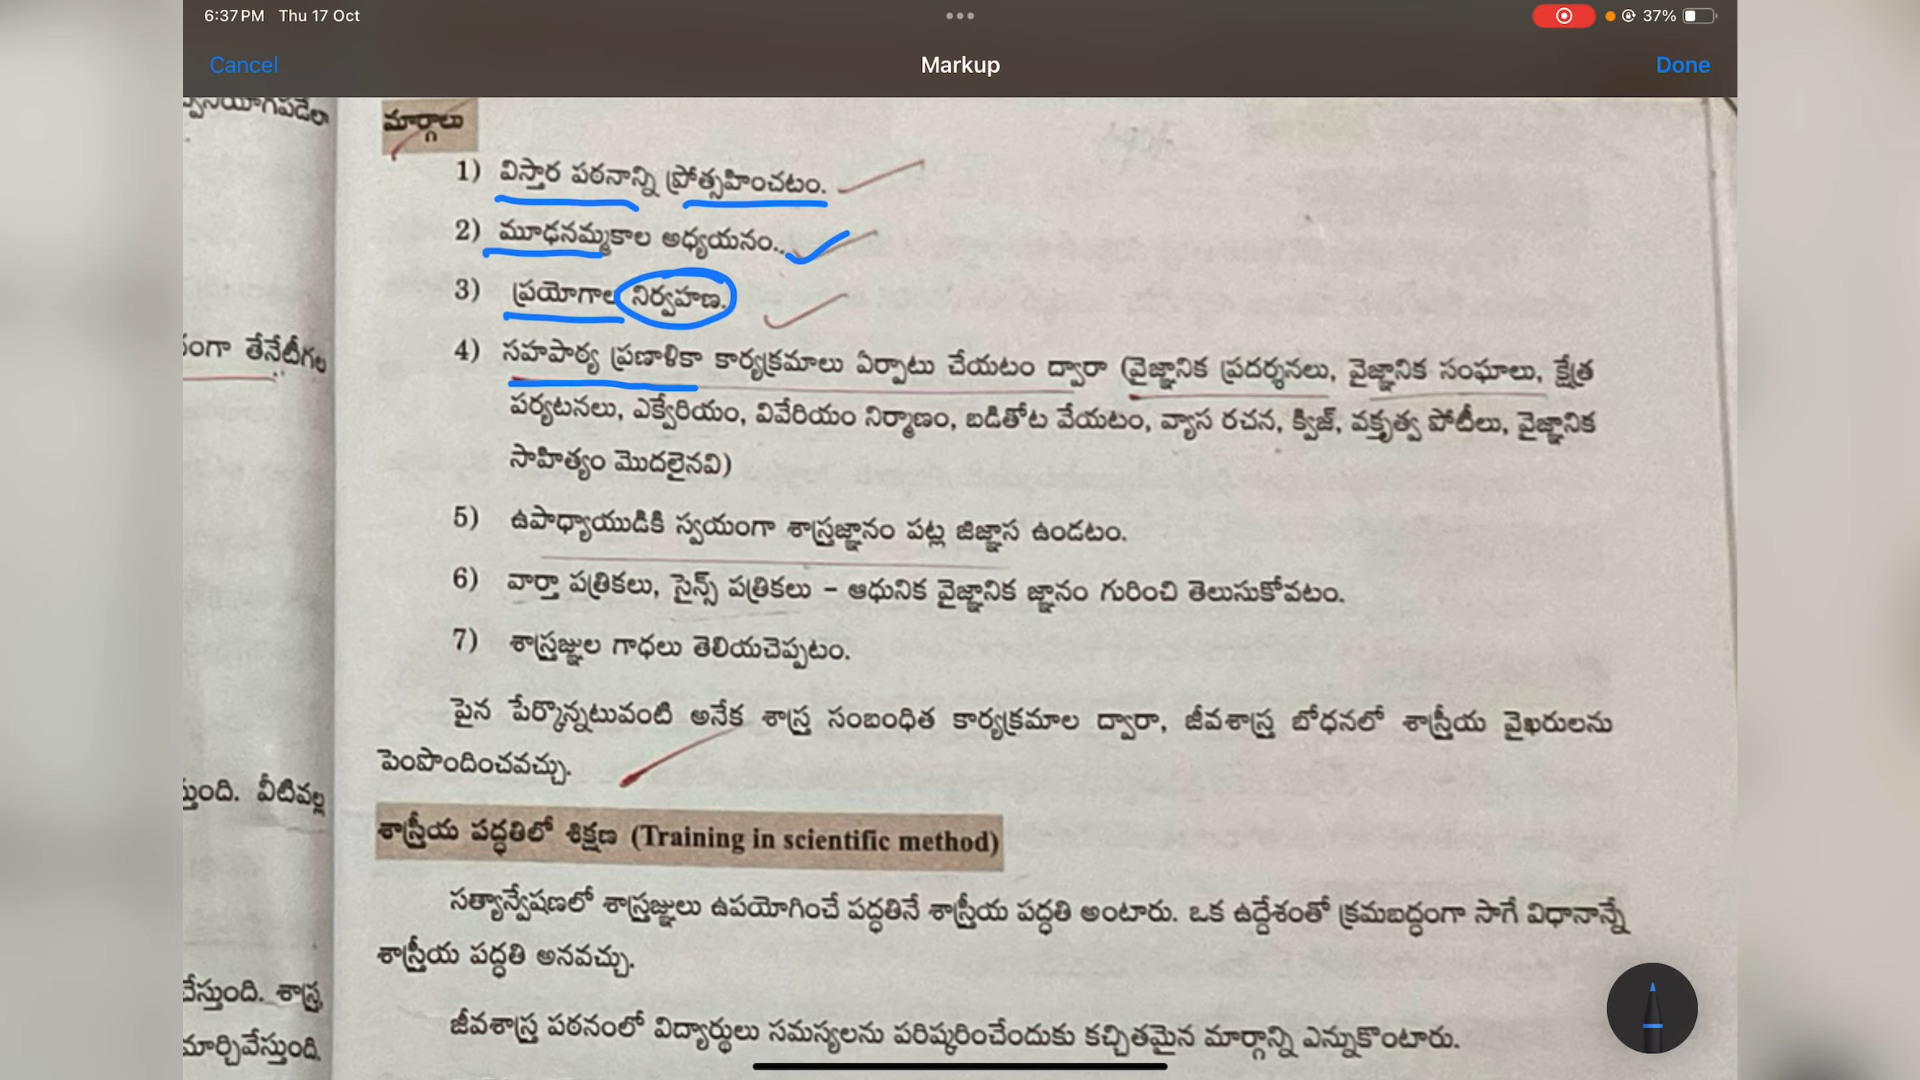 6:37 PM Thu 17 Oct
37%
Cancel
Markup
Done
మార్గాలు
1) విస్తార పఠనాన్ని ప్రోత్సహించటం.
2) మూఢనమ్మకాల అధ్యయనం..
3) ప్రయోగాల నిర్వహణ.
4) సహపాఠ్య ప్రణాళికా కార్యక్రమాలు ఏర్పాటు చేయటం ద్వారా (వైజ్ఞానిక ప్రదర్శనలు, వైజ్ఞానిక సంఘాలు, క్షేత్ర
పర్యటనలు, ఎక్వేరియం, వివేరియం నిర్మాణం, బడితోట వేయటం, వ్యాస రచన, క్విజ్, వక్తృత్వ పోటీలు, వైజ్ఞానిక
సాహిత్యం మొదలైనవి)
5) ఉపాధ్యాయుడికి స్వయంగా శాస్త్రజ్ఞానం పట్ల జిజ్ఞాస ఉండటం.
6) వార్తా పత్రికలు, సైన్స్ పత్రికలు – ఆధునిక వైజ్ఞానిక జ్ఞానం గురించి తెలుసుకోవటం.
7) శాస్త్రజ్ఞుల గాధలు తెలియచెప్పటం.
పైన పేర్కొన్నటువంటి అనేక శాస్త్ర సంబంధిత కార్యక్రమాల ద్వారా, జీవశాస్త్ర బోధనలో శాస్త్రీయ వైఖరులను
పెంపొందించవచ్చు.
శాస్త్రీయ పద్ధతిలో శిక్షణ (Training in scientific method)
సత్యాన్వేషణలో శాస్త్రజ్ఞులు ఉపయోగించే పద్ధతినే శాస్త్రీయ పద్ధతి అంటారు. ఒక ఉద్దేశంతో క్రమబద్ధంగా సాగే విధానాన్నే
శాస్త్రీయ పద్ధతి అనవచ్చు.
జీవశాస్త్ర పఠనంలో విద్యార్థులు సమస్యలను పరిష్కరించేందుకు కచ్చితమైన మార్గాన్ని ఎన్నుకొంటారు.
తేనేటీగల
వీటివల్ల
శాస్త్ర
మార్చివేస్తుంది.